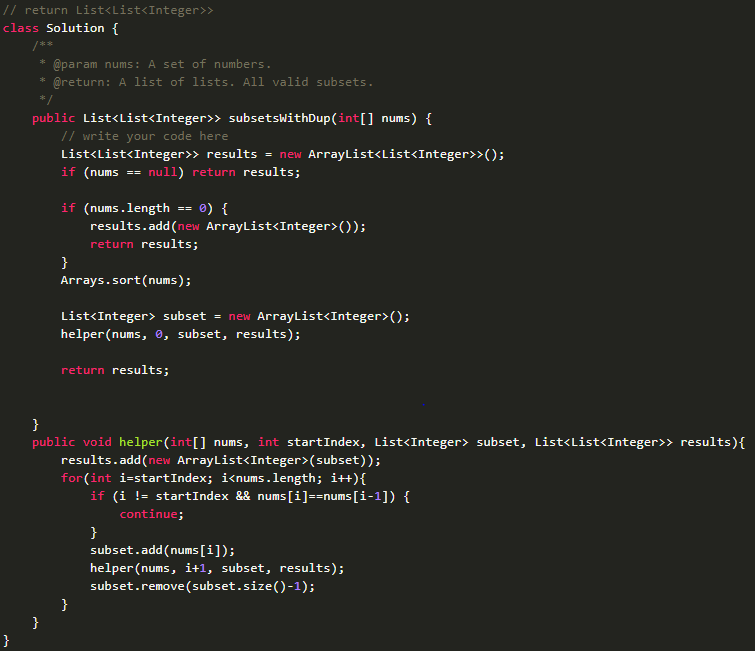 // return List<List<Integer>>
class Solution {
    /**
     * @param nums: A set of numbers.
     * @return: A list of lists. All valid subsets.
     */
    public List<List<Integer>> subsetsWithDup(int[] nums) {
        // write your code here
        List<List<Integer>> results = new ArrayList<List<Integer>>();
        if (nums == null) return results;

        if (nums.length == 0) {
            results.add(new ArrayList<Integer>());
            return results;
        }
        Arrays.sort(nums);

        List<Integer> subset = new ArrayList<Integer>();
        helper(nums, 0, subset, results);

        return results;


    }
    public void helper(int[] nums, int startIndex, List<Integer> subset, List<List<Integer>> results){
        results.add(new ArrayList<Integer>(subset));
        for(int i=startIndex; i<nums.length; i++){
            if (i != startIndex && nums[i]==nums[i-1]) {
                continue;
            }
            subset.add(nums[i]);
            helper(nums, i+1, subset, results);
            subset.remove(subset.size()-1);
        }
    }
}